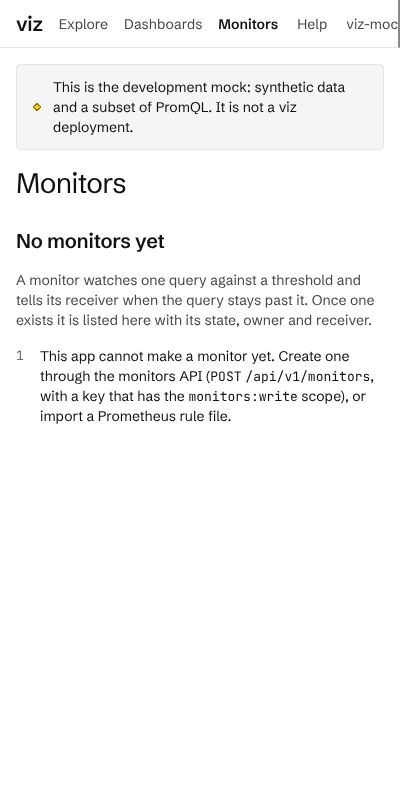 viz Explore Dashboards Monitors Help viz-moc
This is the development mock: synthetic data
and a subset of PromQL. It is not a viz
deployment.
Monitors
No monitors yet
A monitor watches one query against a threshold and
tells its receiver when the query stays past it. Once one
exists it is listed here with its state, owner and receiver.
1 This app cannot make a monitor yet. Create one
through the monitors API (POST /api/v1/monitors,
with a key that has the monitors:write scope), or
import a Prometheus rule file.